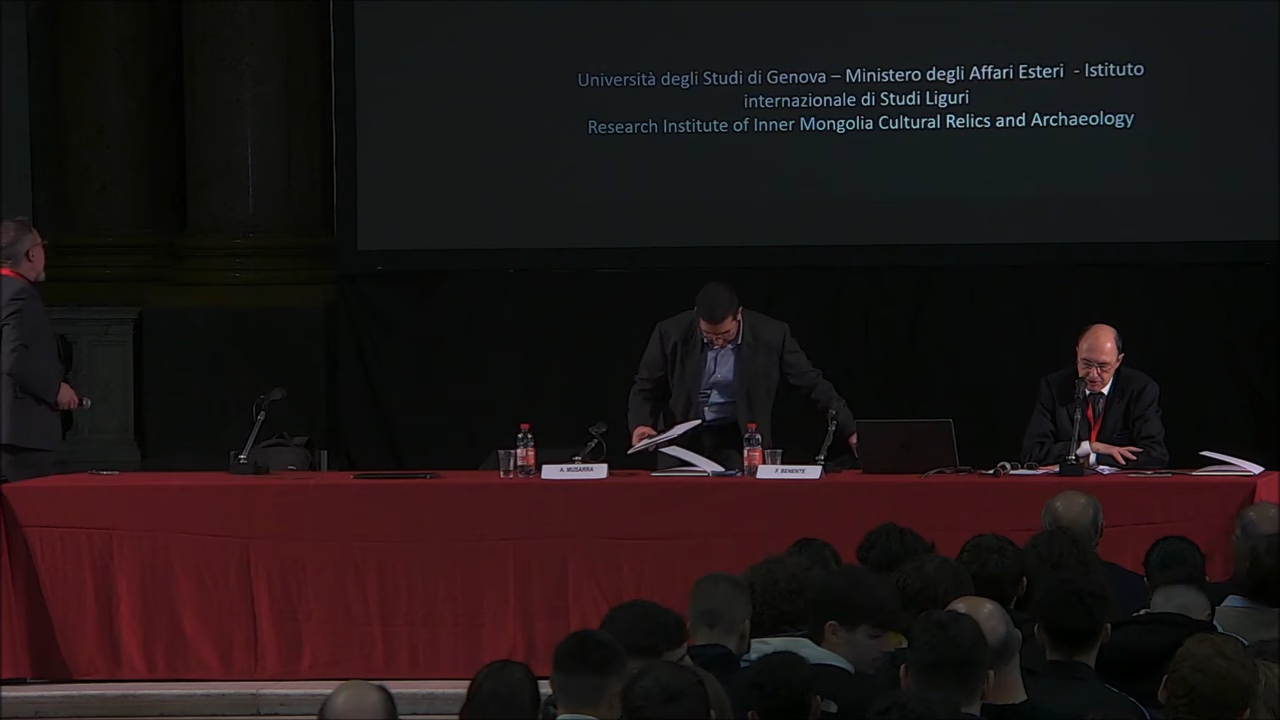 Università degli Studi di Genova – Ministero degli Affari Esteri - Istituto
internazionale di Studi Liguri
Research Institute of Inner Mongolia Cultural Relics and Archaeology
A. MUSARRA
F. BENENTE